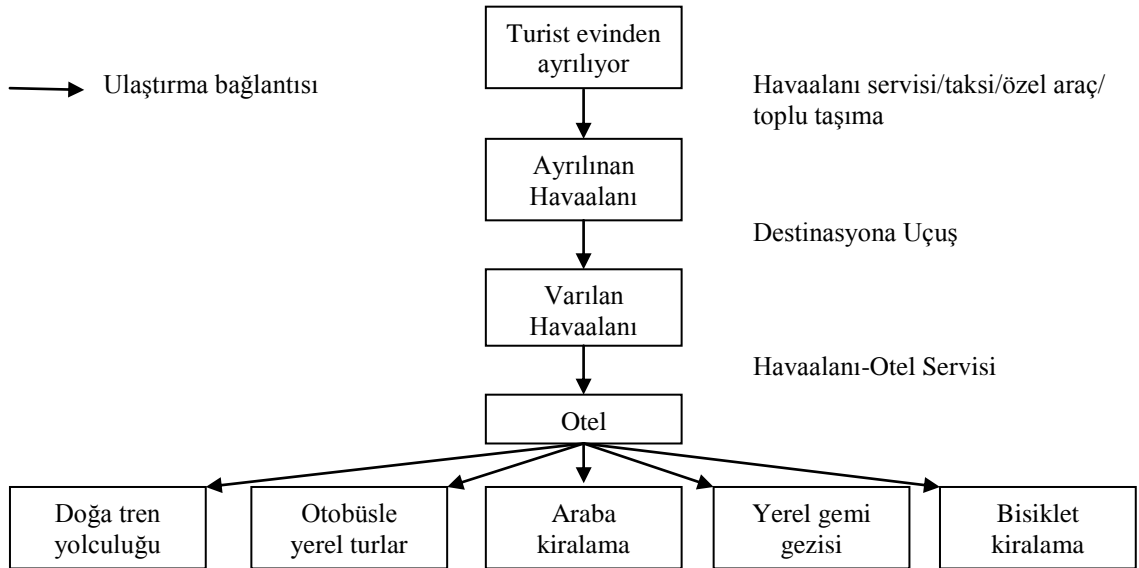 Turist evinden
ayrılıyor
Ulaştırma bağlantısı
Havaalanı servisi/taksi/özel araç/
toplu taşıma
Ayrılınan
Havaalanı
Destinasyona Uçuş
Varılan
Havaalanı
Havaalanı-Otel Servisi
Otel
Doğa tren
yolculuğu
Otobüsle
yerel turlar
Araba
kiralama
Yerel gemi
gezisi
Bisiklet
kiralama